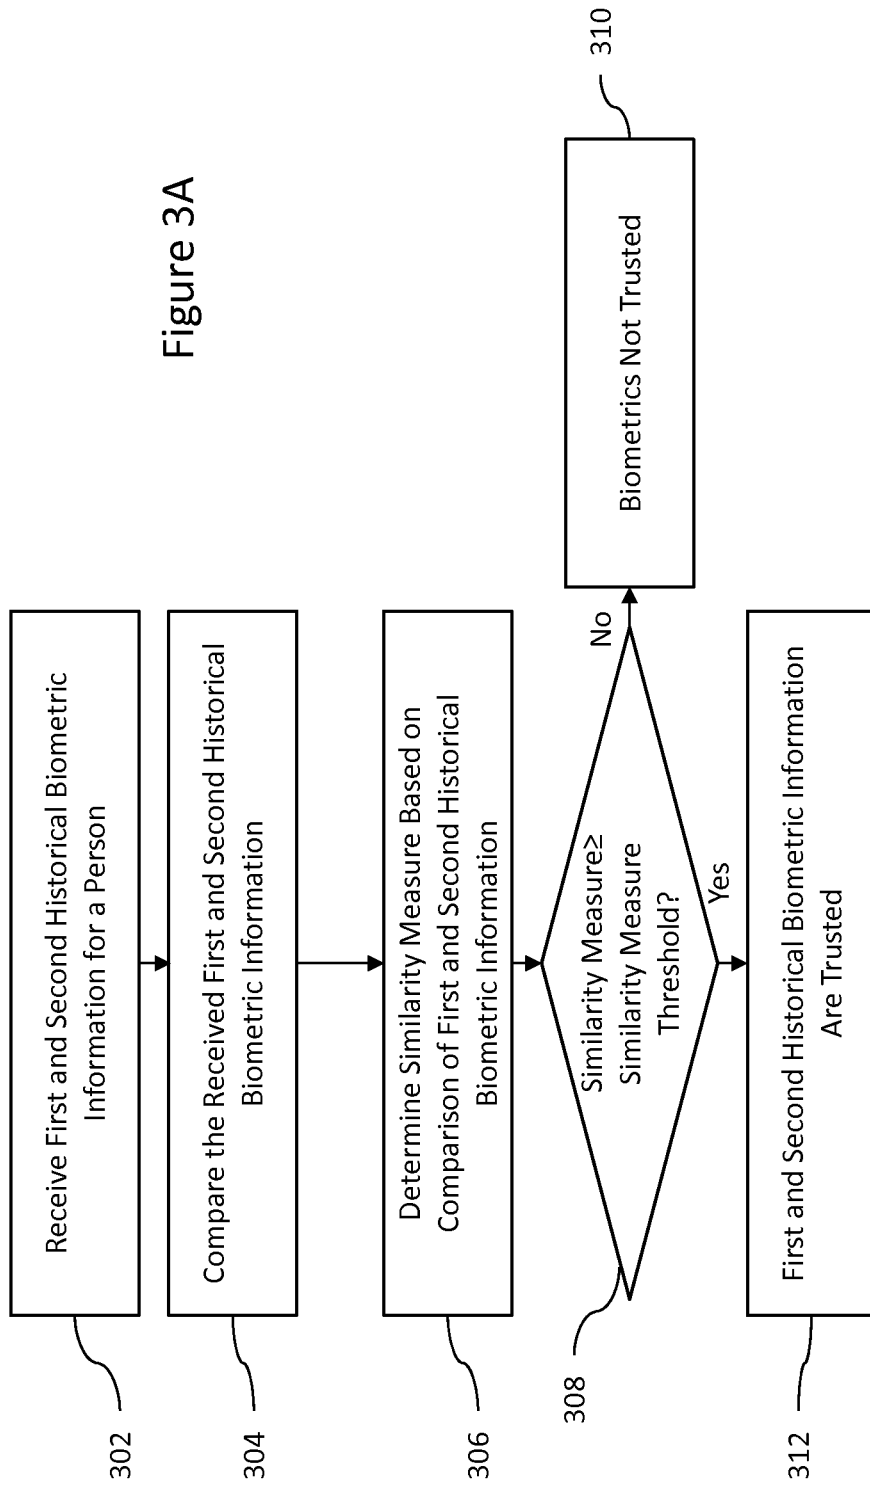 Figure 3A
302
Receive First and Second Historical Biometric
Information for a Person
304
Compare the Received First and Second Historical
Biometric Information
306
Determine Similarity Measure Based on
Comparison of First and Second Historical
Biometric Information
308
Similarity Measure≥
Similarity Measure
Threshold?
No
Yes
310
Biometrics Not Trusted
312
First and Second Historical Biometric Information
Are Trusted